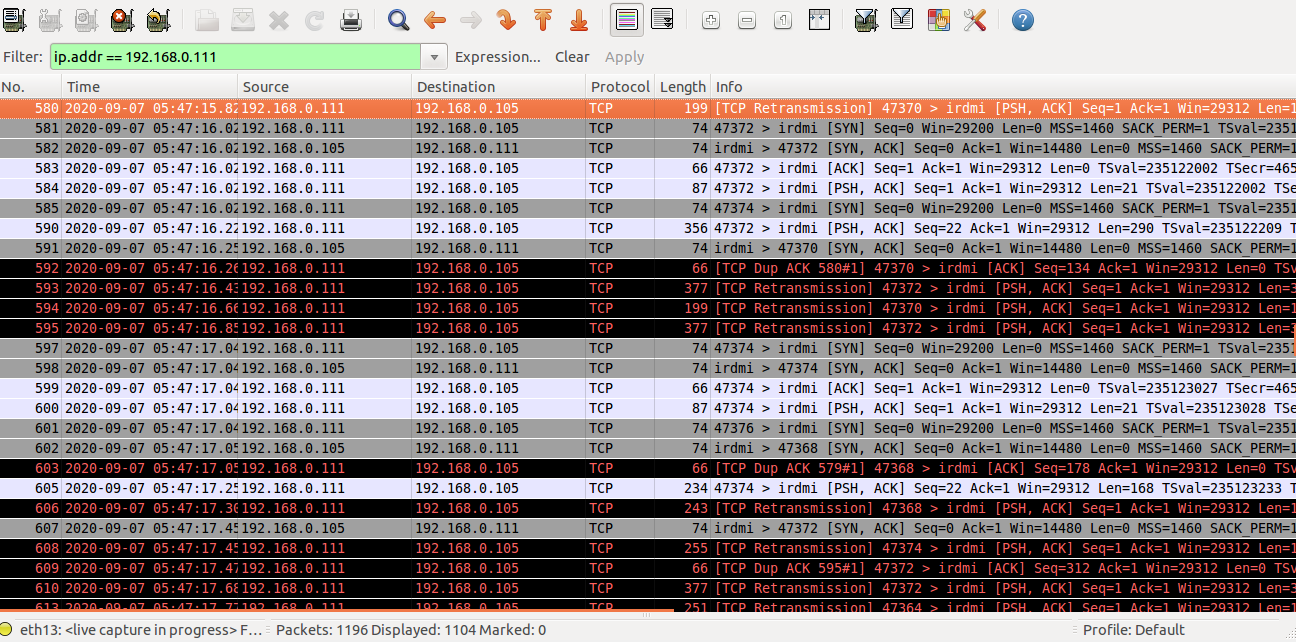 Filter: ip.addr == 192.168.0.111 Expression... Clear Apply
No. Time Source Destination Protocol Length Info
580 2020-09-07 05:47:15.82 192.168.0.111 192.168.0.105 TCP 199 [TCP Retransmission] 47370 > irdmi [PSH, ACK] Seq=1 Ack=1 Win=29312 Len=1
581 2020-09-07 05:47:16.02 192.168.0.111 192.168.0.105 TCP 74 47372 > irdmi [SYN] Seq=0 Win=29200 Len=0 MSS=1460 SACK_PERM=1 TSval=2351
582 2020-09-07 05:47:16.02 192.168.0.105 192.168.0.111 TCP 74 irdmi > 47372 [SYN, ACK] Seq=0 Ack=1 Win=14480 Len=0 MSS=1460 SACK_PERM=1
583 2020-09-07 05:47:16.02 192.168.0.111 192.168.0.105 TCP 66 47372 > irdmi [ACK] Seq=1 Ack=1 Win=29312 Len=0 TSval=235122002 TSecr=465
584 2020-09-07 05:47:16.02 192.168.0.111 192.168.0.105 TCP 87 47372 > irdmi [PSH, ACK] Seq=1 Ack=1 Win=29312 Len=21 TSval=235122002 TSe
585 2020-09-07 05:47:16.02 192.168.0.111 192.168.0.105 TCP 74 47374 > irdmi [SYN] Seq=0 Win=29200 Len=0 MSS=1460 SACK_PERM=1 TSval=2351
590 2020-09-07 05:47:16.22 192.168.0.111 192.168.0.105 TCP 356 47372 > irdmi [PSH, ACK] Seq=22 Ack=1 Win=29312 Len=290 TSval=235122209 T
591 2020-09-07 05:47:16.25 192.168.0.105 192.168.0.111 TCP 74 irdmi > 47370 [SYN, ACK] Seq=0 Ack=1 Win=14480 Len=0 MSS=1460 SACK_PERM=1
592 2020-09-07 05:47:16.26 192.168.0.111 192.168.0.105 TCP 66 [TCP Dup ACK 580#1] 47370 > irdmi [ACK] Seq=134 Ack=1 Win=29312 Len=0 TSv
593 2020-09-07 05:47:16.43 192.168.0.111 192.168.0.105 TCP 377 [TCP Retransmission] 47372 > irdmi [PSH, ACK] Seq=1 Ack=1 Win=29312 Len=3
594 2020-09-07 05:47:16.66 192.168.0.111 192.168.0.105 TCP 199 [TCP Retransmission] 47370 > irdmi [PSH, ACK] Seq=1 Ack=1 Win=29312 Len=1
595 2020-09-07 05:47:16.85 192.168.0.111 192.168.0.105 TCP 377 [TCP Retransmission] 47372 > irdmi [PSH, ACK] Seq=1 Ack=1 Win=29312 Len=3
597 2020-09-07 05:47:17.04 192.168.0.111 192.168.0.105 TCP 74 47374 > irdmi [SYN] Seq=0 Win=29200 Len=0 MSS=1460 SACK_PERM=1 TSval=2351
598 2020-09-07 05:47:17.04 192.168.0.105 192.168.0.111 TCP 74 irdmi > 47374 [SYN, ACK] Seq=0 Ack=1 Win=14480 Len=0 MSS=1460 SACK_PERM=1
599 2020-09-07 05:47:17.04 192.168.0.111 192.168.0.105 TCP 66 47374 > irdmi [ACK] Seq=1 Ack=1 Win=29312 Len=0 TSval=235123027 TSecr=465
600 2020-09-07 05:47:17.04 192.168.0.111 192.168.0.105 TCP 87 47374 > irdmi [PSH, ACK] Seq=1 Ack=1 Win=29312 Len=21 TSval=235123028 TSe
601 2020-09-07 05:47:17.04 192.168.0.111 192.168.0.105 TCP 74 47376 > irdmi [SYN] Seq=0 Win=29200 Len=0 MSS=1460 SACK_PERM=1 TSval=2351
602 2020-09-07 05:47:17.05 192.168.0.105 192.168.0.111 TCP 74 irdmi > 47368 [SYN, ACK] Seq=0 Ack=1 Win=14480 Len=0 MSS=1460 SACK_PERM=1
603 2020-09-07 05:47:17.05 192.168.0.111 192.168.0.105 TCP 66 [TCP Dup ACK 579#1] 47368 > irdmi [ACK] Seq=178 Ack=1 Win=29312 Len=0 TSv
605 2020-09-07 05:47:17.25 192.168.0.111 192.168.0.105 TCP 234 47374 > irdmi [PSH, ACK] Seq=22 Ack=1 Win=29312 Len=168 TSval=235123233 T
606 2020-09-07 05:47:17.30 192.168.0.111 192.168.0.105 TCP 243 [TCP Retransmission] 47368 > irdmi [PSH, ACK] Seq=1 Ack=1 Win=29312 Len=1
607 2020-09-07 05:47:17.45 192.168.0.105 192.168.0.111 TCP 74 irdmi > 47372 [SYN, ACK] Seq=0 Ack=1 Win=14480 Len=0 MSS=1460 SACK_PERM=1
608 2020-09-07 05:47:17.45 192.168.0.111 192.168.0.105 TCP 255 [TCP Retransmission] 47374 > irdmi [PSH, ACK] Seq=1 Ack=1 Win=29312 Len=1
609 2020-09-07 05:47:17.47 192.168.0.111 192.168.0.105 TCP 66 [TCP Dup ACK 595#1] 47372 > irdmi [ACK] Seq=312 Ack=1 Win=29312 Len=0 TSv
610 2020-09-07 05:47:17.68 192.168.0.111 192.168.0.105 TCP 377 [TCP Retransmission] 47372 > irdmi [PSH, ACK] Seq=1 Ack=1 Win=29312 Len=3
613 2020-09-07 05:47:17.77 192.168.0.111 192.168.0.105 TCP 251 [TCP Retransmission] 47364 > irdmi [PSH, ACK] Seq=1 Ack=1 Win=29312 Len=1
eth13: <live capture in progress> F... Packets: 1196 Displayed: 1104 Marked: 0 Profile: Default